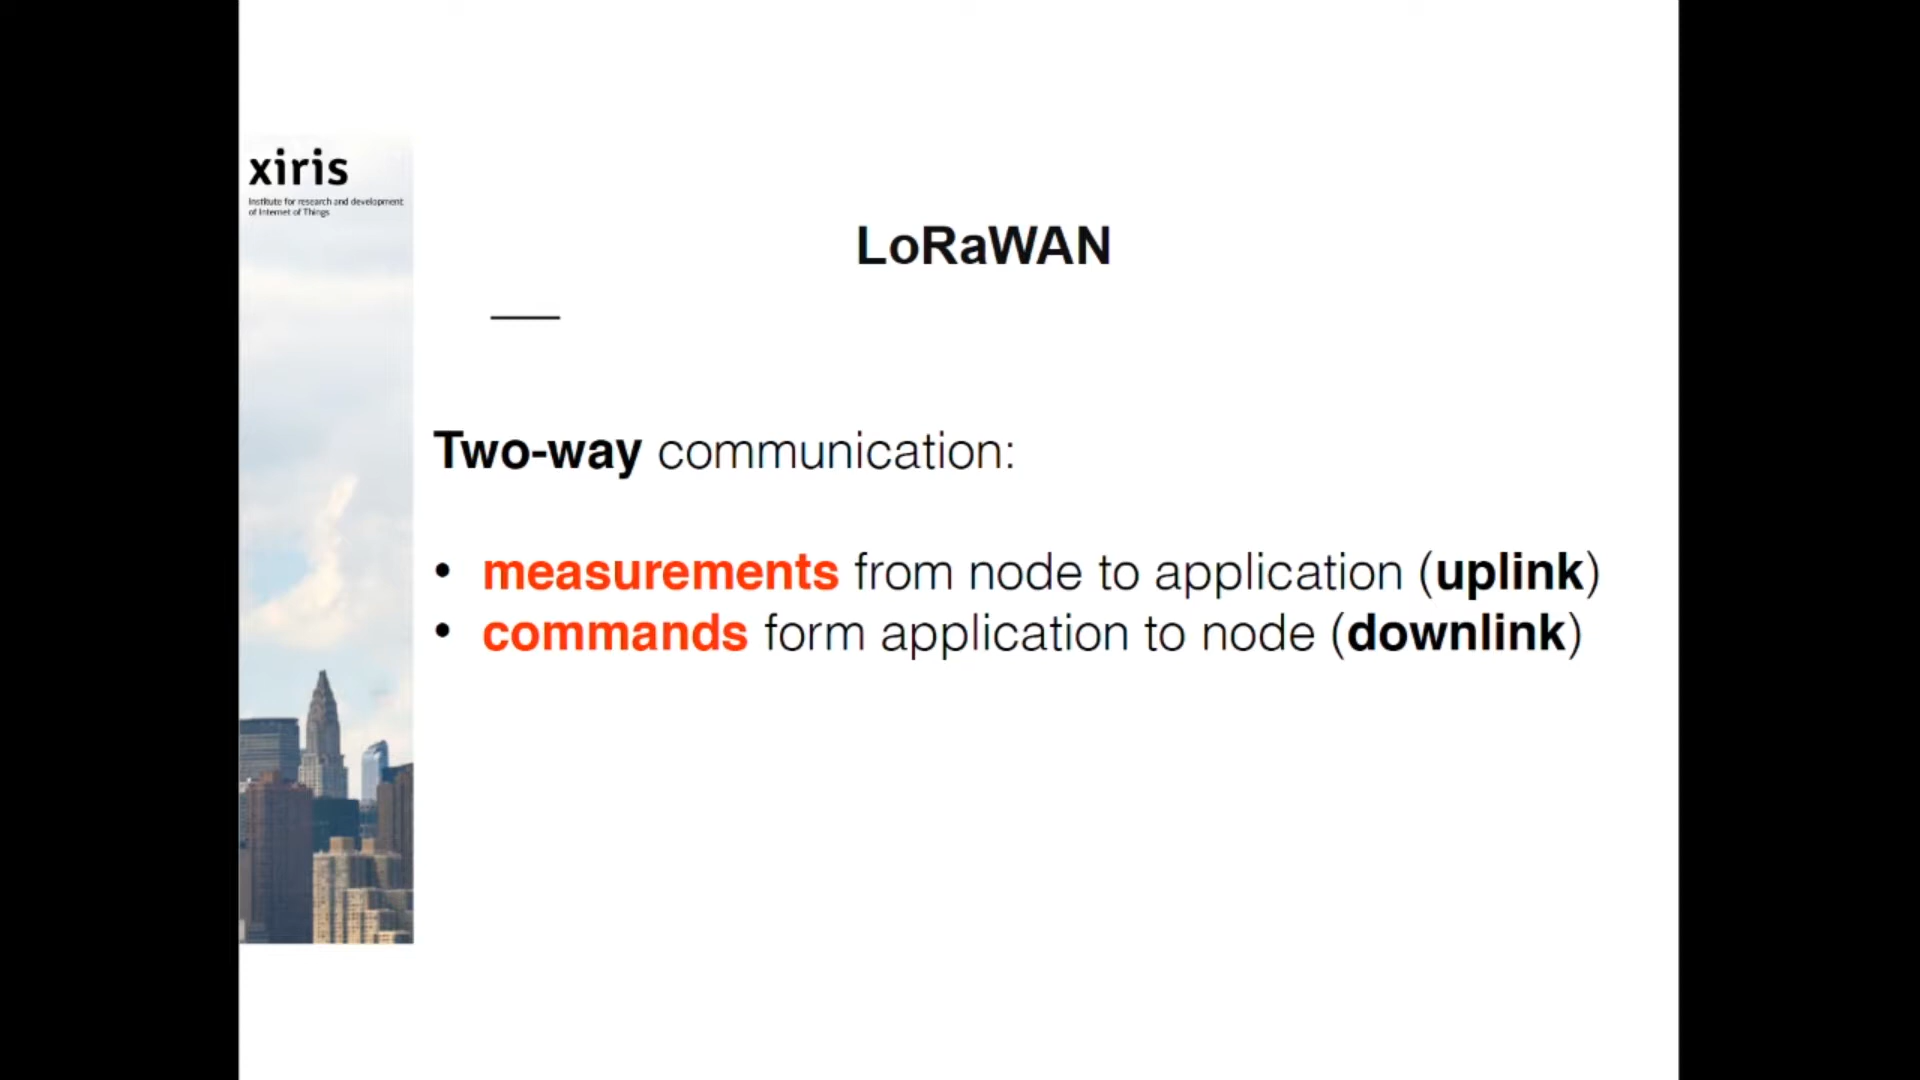 xiris
Institute for research and development
of Internet of Things
LoRaWAN
Two-way communication:
• measurements from node to application (uplink)
• commands form application to node (downlink)